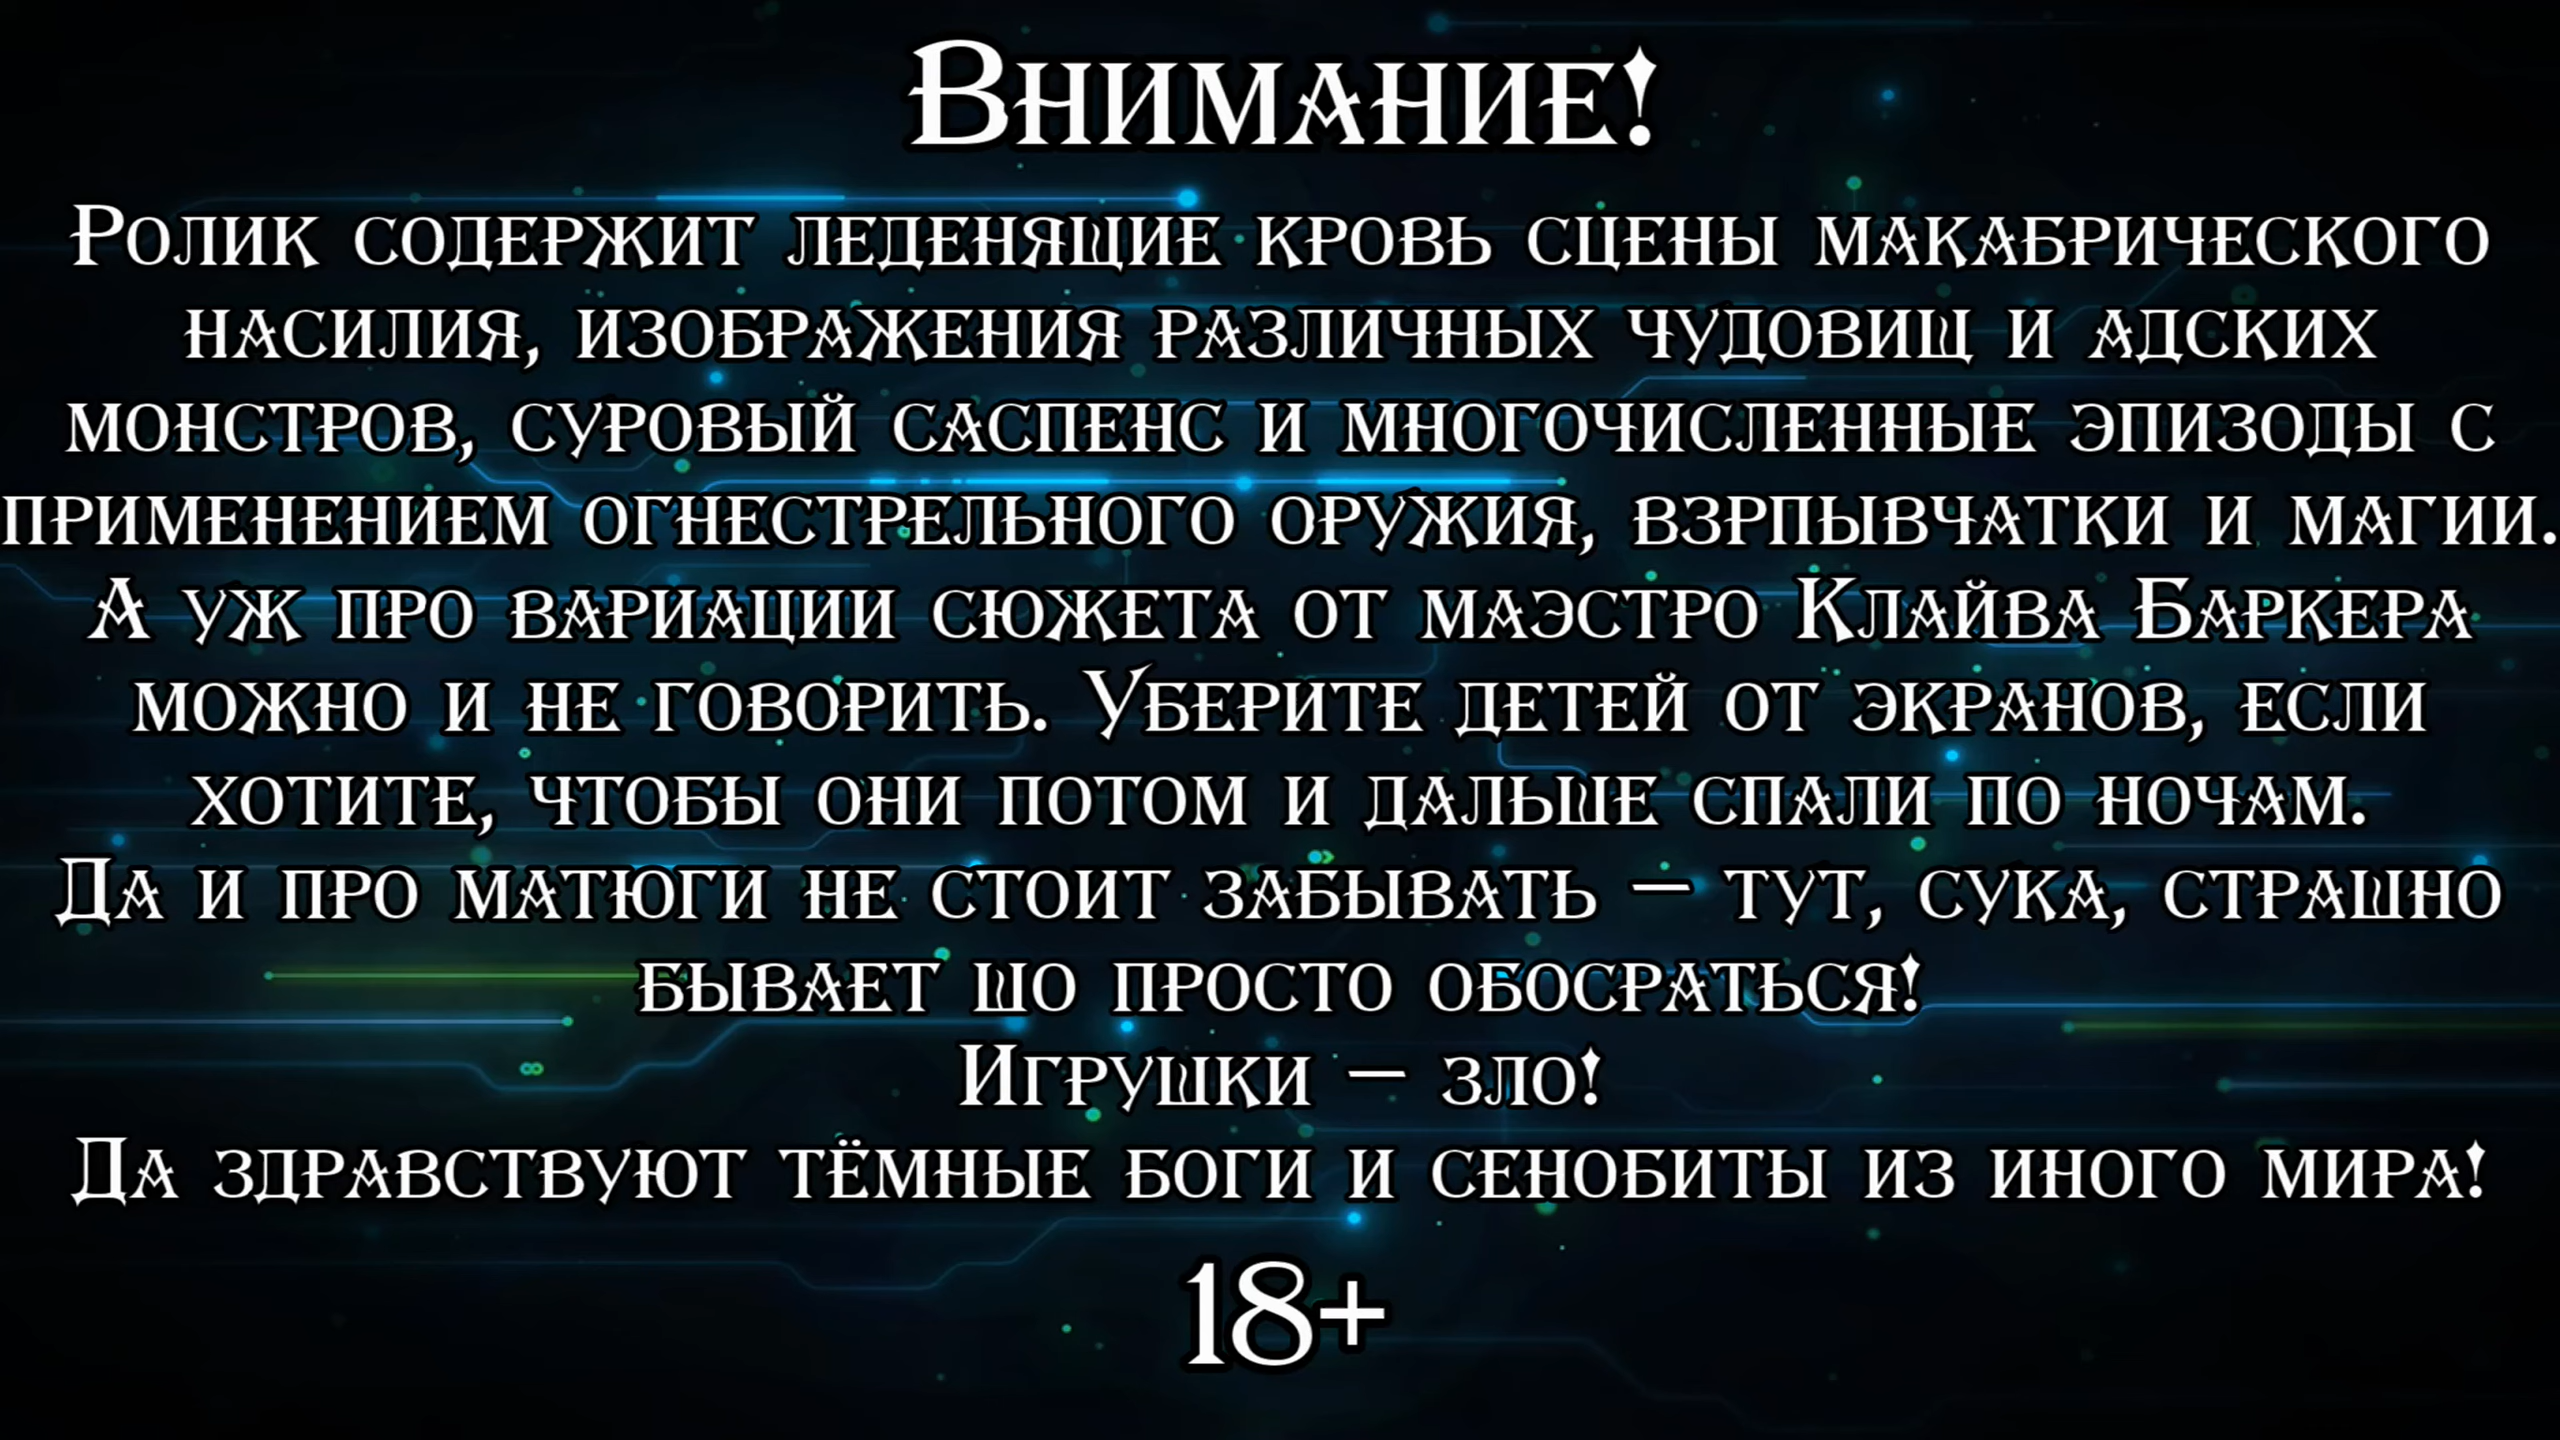 Внимание!
Ролик содержит леденящие кровь сцены макабрического
насилия, изображения различных чудовищ и адских
монстров, суровый саспенс и многочисленные эпизоды с
применением огнестрельного оружия, взрпывчатки и магии.
А уж про вариации сюжета от маэстро Клайва Баркера
можно и не говорить. Уберите детей от экранов, если
хотите, чтобы они потом и дальше спали по ночам.
Да и про матюги не стоит забывать – тут, сука, страшно
бывает шо просто обосраться!
Игрушки – зло!
Да здравствуют тёмные боги и сенобиты из иного мира!
18+